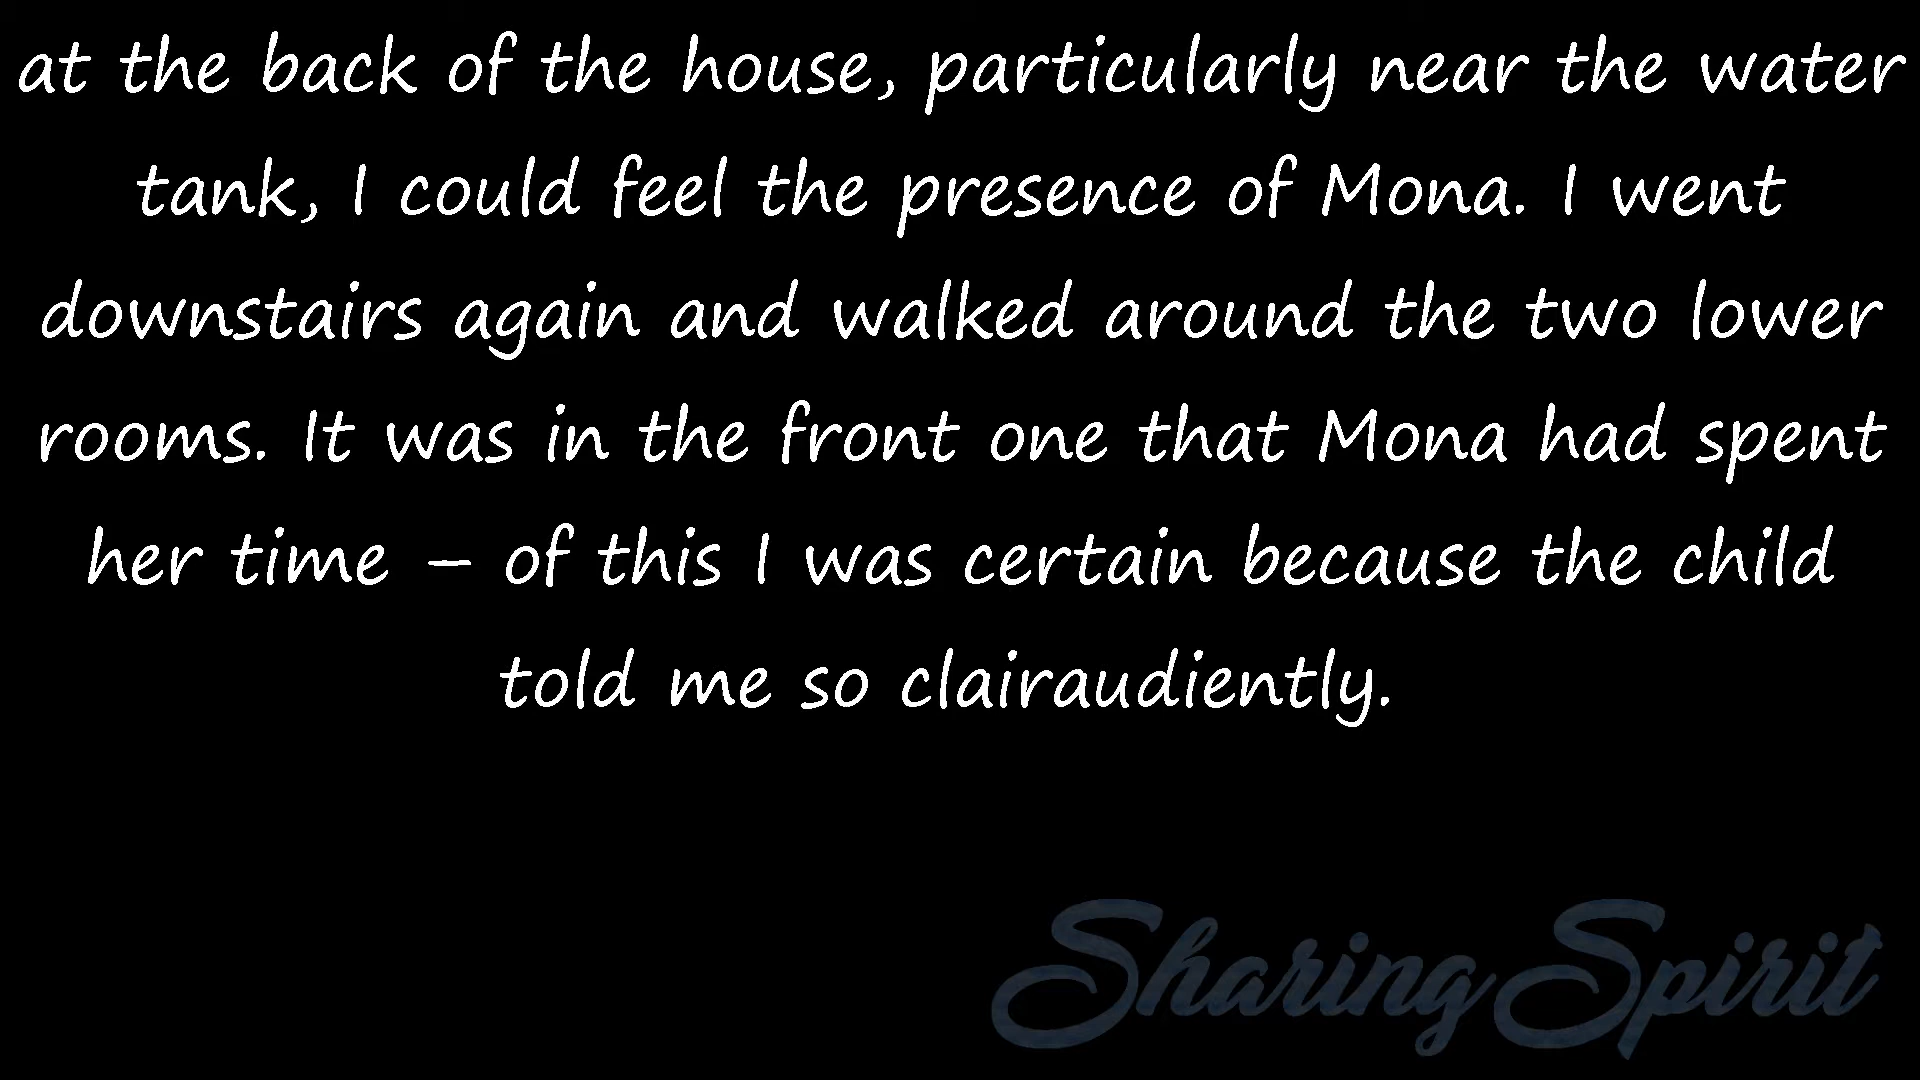 at the back of the house, particularly near the water
tank, I could feel the presence of Mona. I went
downstairs again and walked around the two lower
rooms. It was in the front one that Mona had spent
her time – of this I was certain because the child
told me so clairaudiently.
Sharing Spirit